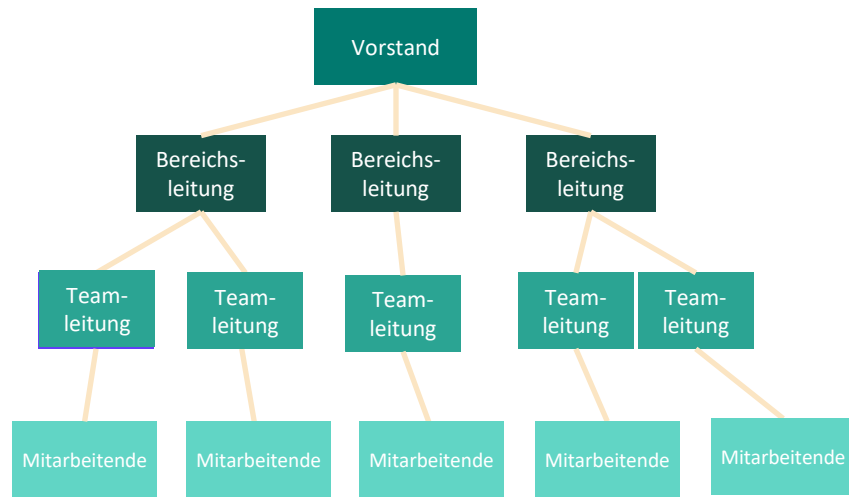 Vorstand
Bereichs-
leitung
Bereichs-
leitung
Bereichs-
leitung
Team-
leitung
Team-
leitung
Team-
leitung
Team-
leitung
Team-
leitung
Mitarbeitende
Mitarbeitende
Mitarbeitende
Mitarbeitende
Mitarbeitende